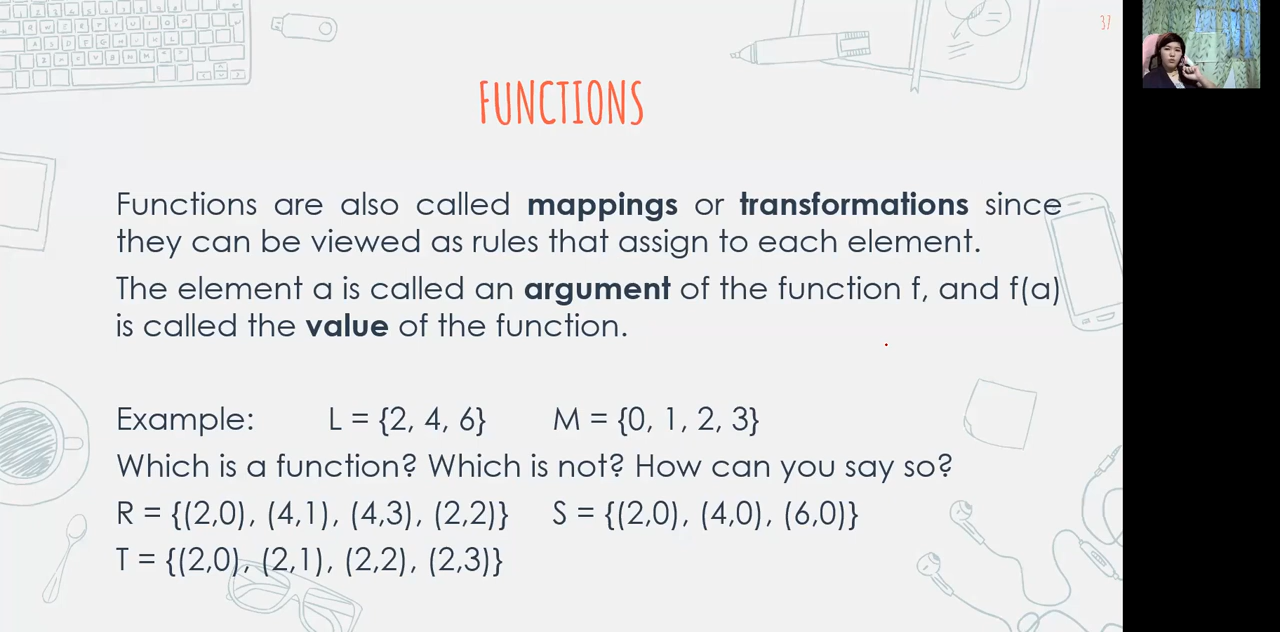 37
FUNCTIONS
Functions are also called mappings or transformations since
they can be viewed as rules that assign to each element.
The element a is called an argument of the function f, and f(a)
is called the value of the function.
Example: L = {2, 4, 6} M = {0, 1, 2, 3}
Which is a function? Which is not? How can you say so?
R = {(2,0), (4,1), (4,3), (2,2)} S = {(2,0), (4,0), (6,0)}
T = {(2,0), (2,1), (2,2), (2,3)}